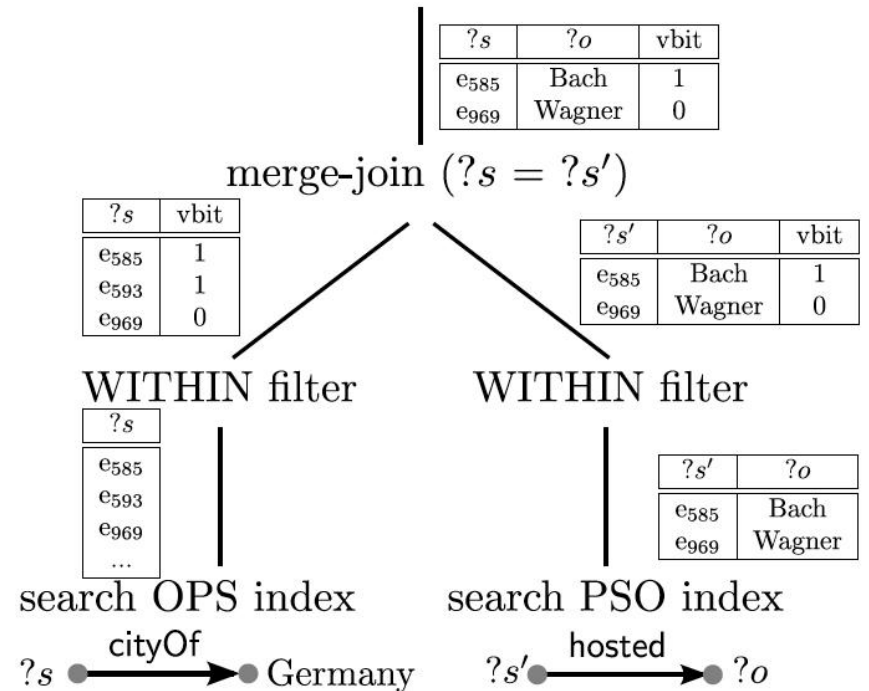 ?s ?o vbit
e585 Bach 1
e969 Wagner 0
merge-join (?s = ?s′)
?s vbit
e585 1
e593 1
e969 0
?s′ ?o vbit
e585 Bach 1
e969 Wagner 0
WITHIN filter
WITHIN filter
?s
e585
e593
e969
...
?s′ ?o
e585 Bach
e969 Wagner
search OPS index
search PSO index
?s cityOf Germany
?s′ hosted ?o